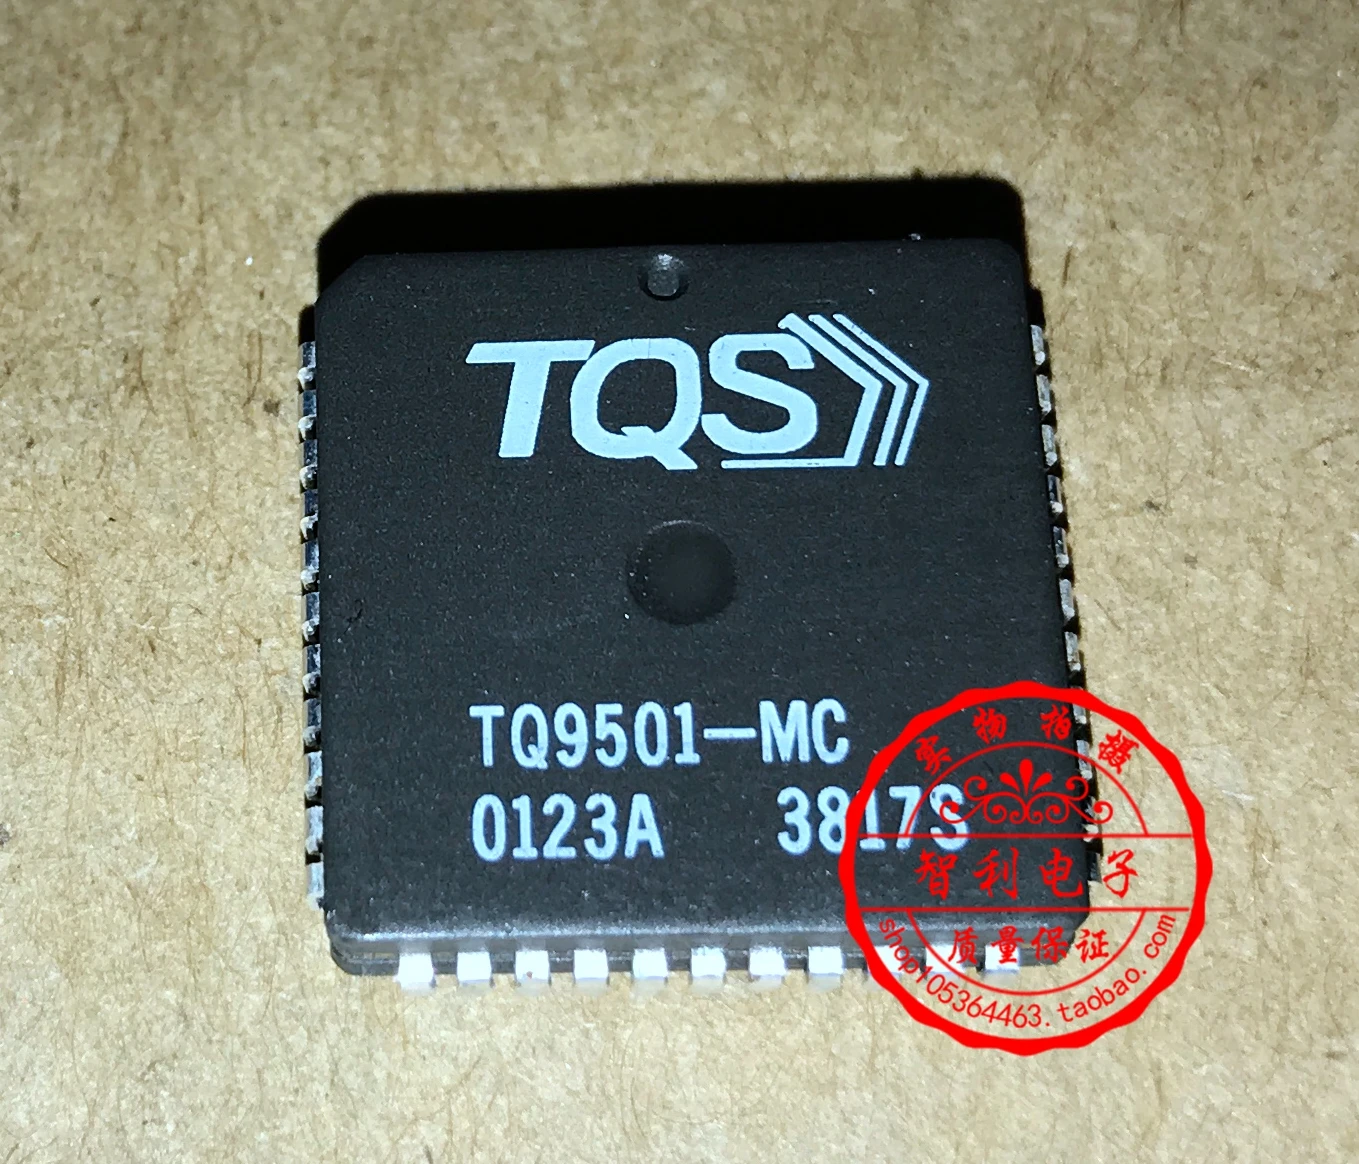 TQS
TQ9501-MC
0123A 3817S
实物拍摄
智利电子
质量保证
shop105364463.taobao.com